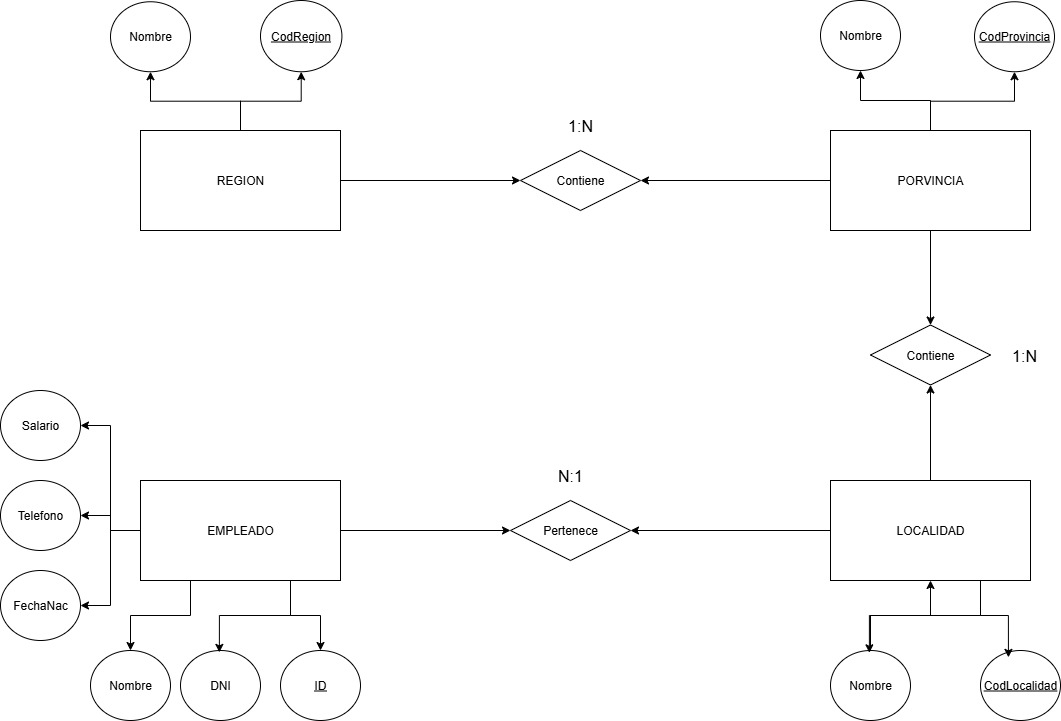 Nombre
CodRegion
Nombre
CodProvincia
1:N
REGION
Contiene
PORVINCIA
Contiene
1:N
Salario
Telefono
FechaNac
N:1
EMPLEADO
Pertenece
LOCALIDAD
Nombre
DNI
ID
Nombre
CodLocalidad